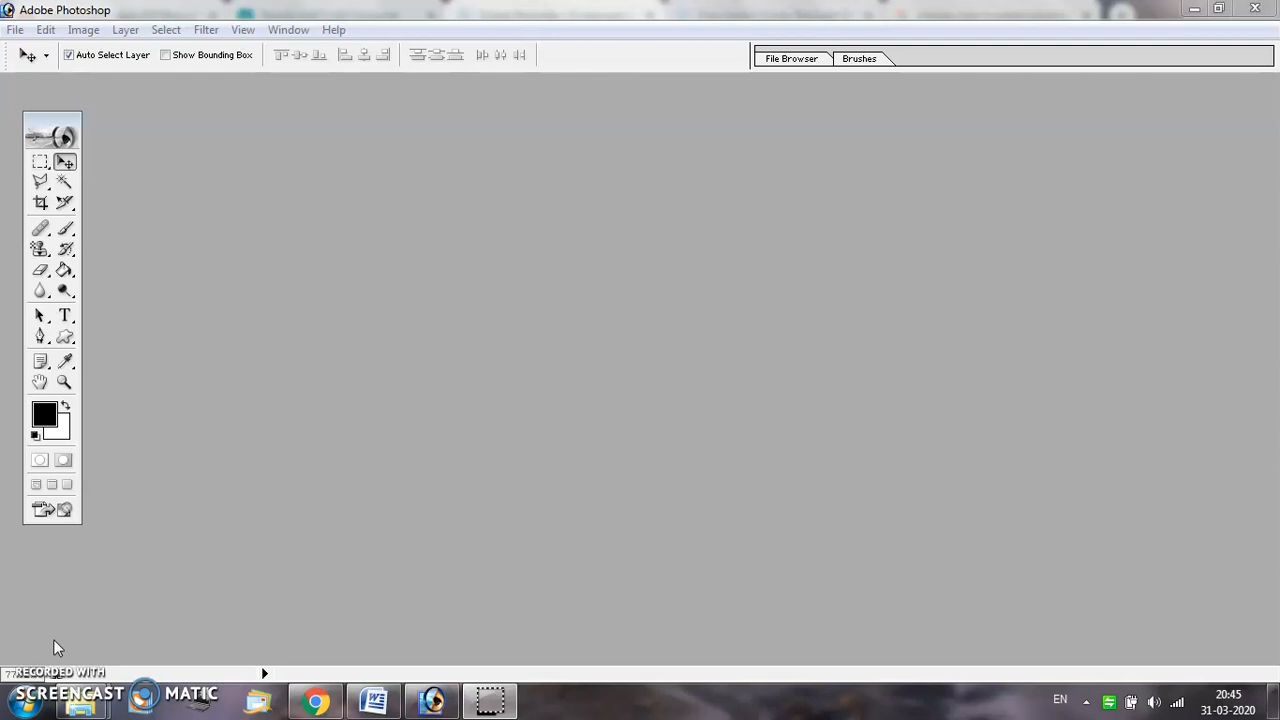 Adobe Photoshop
File Edit Image Layer Select Filter View Window Help
Auto Select Layer Show Bounding Box File Browser Brushes
T
RECORDED WITH
SCREENCAST MATIC
EN 20:45
31-03-2020